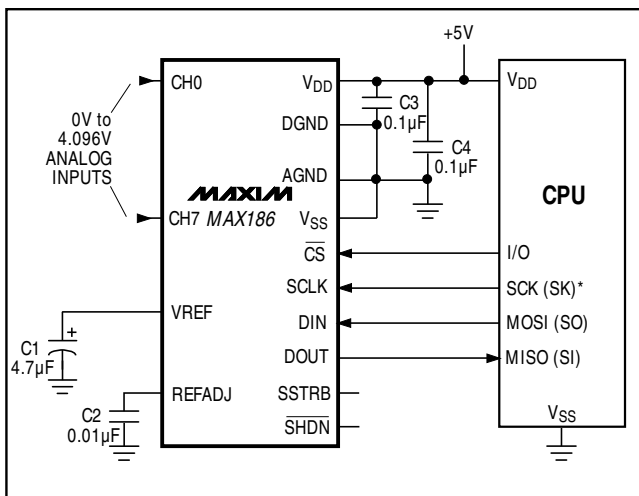 +5V
CH0
VDD
VDD
C3
0.1µF
0V to
4.096V
ANALOG
INPUTS
DGND
C4
0.1µF
AGND
MAXIM
CPU
CH7
MAX186
VSS
CS
I/O
SCLK
SCK (SK)*
VREF
DIN
MOSI (SO)
C1
+
4.7µF
DOUT
MISO (SI)
REFADJ
SSTRB
C2
0.01µF
SHDN
VSS